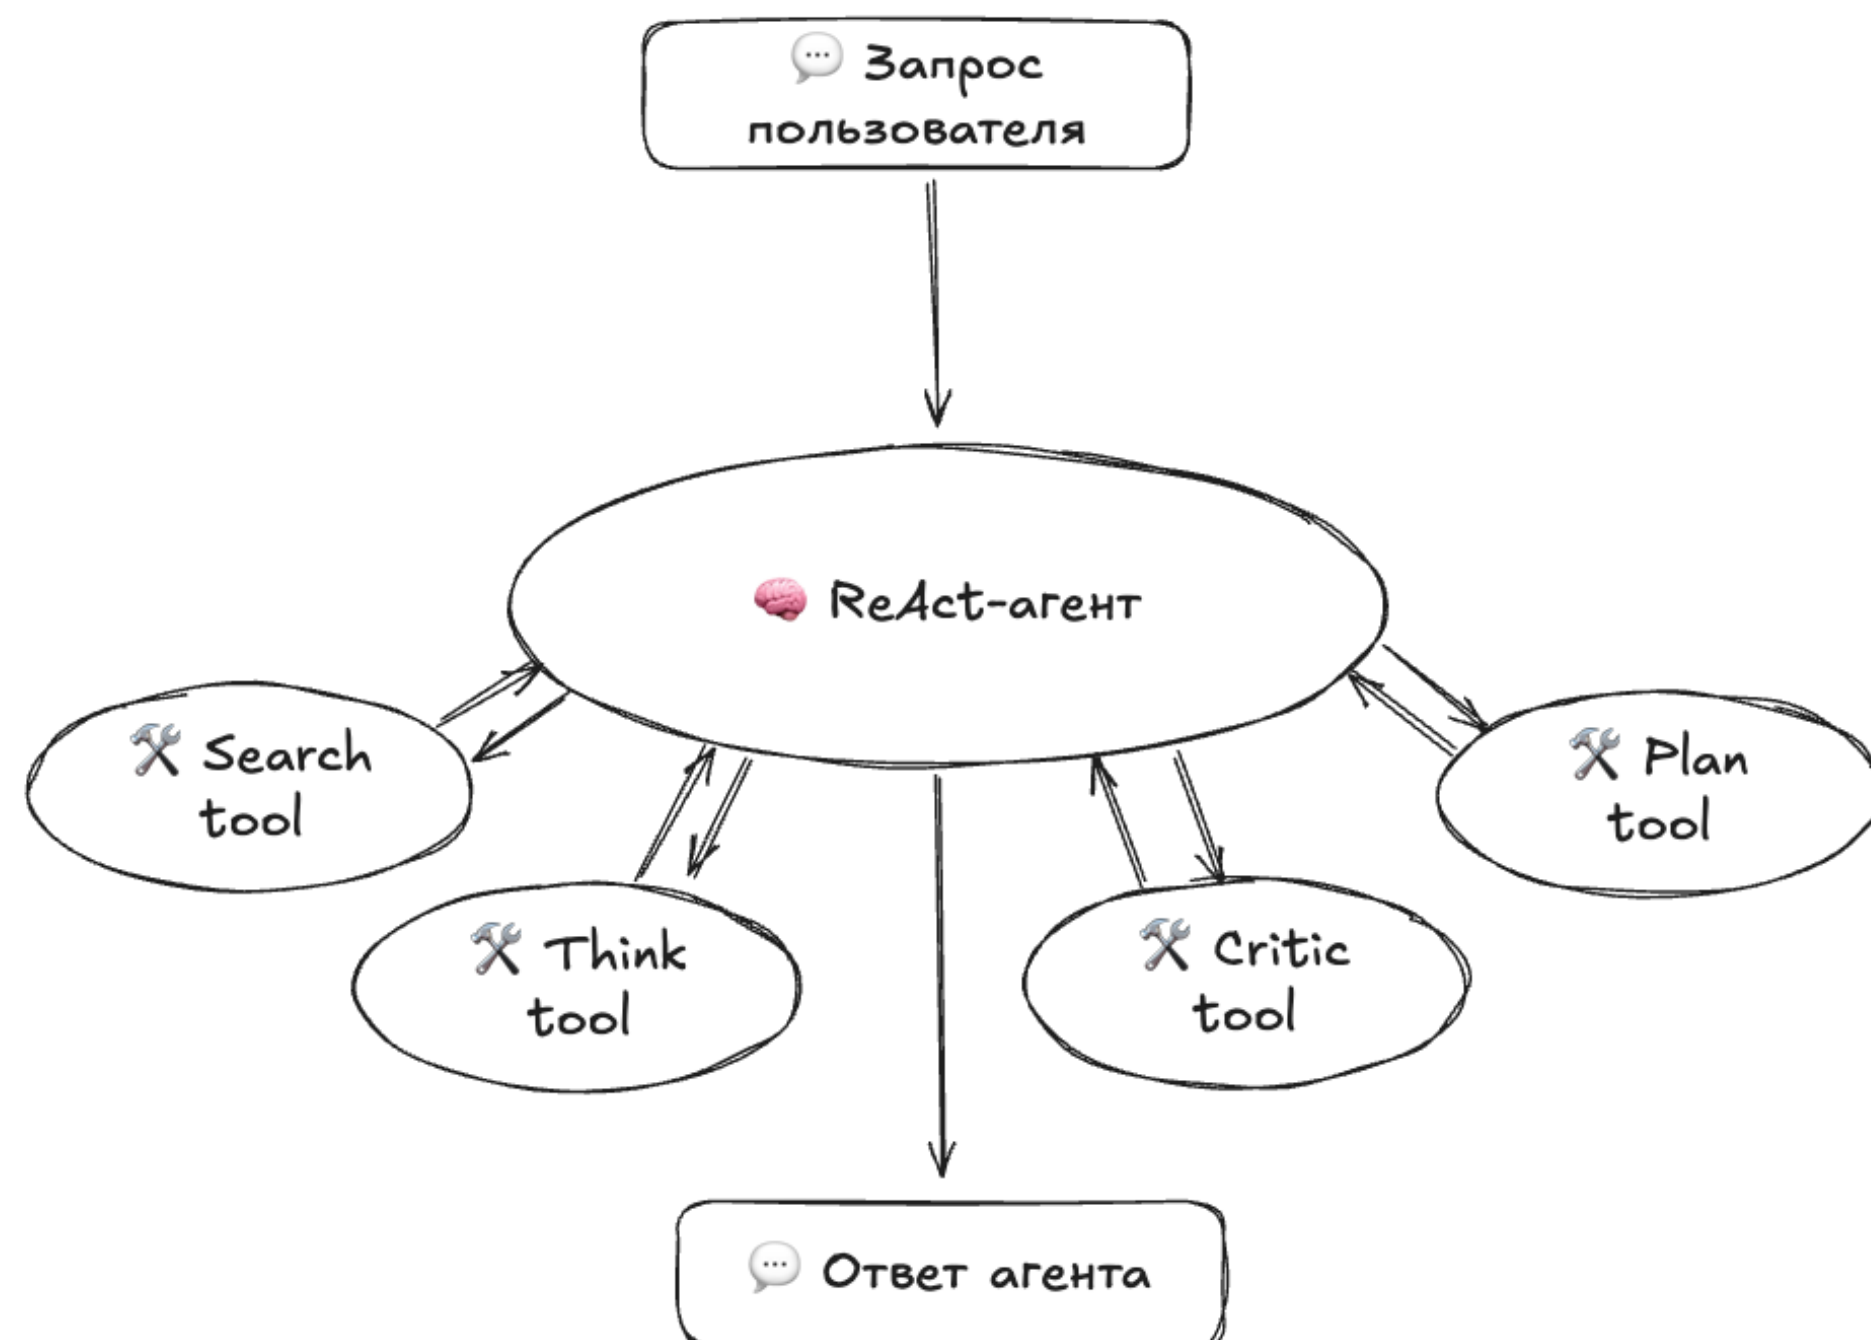 💬 Запрос
пользователя
🧠 ReAct-агент
🛠 Search
tool
🛠 Think
tool
🛠 Critic
tool
🛠 Plan
tool
💬 Ответ агента